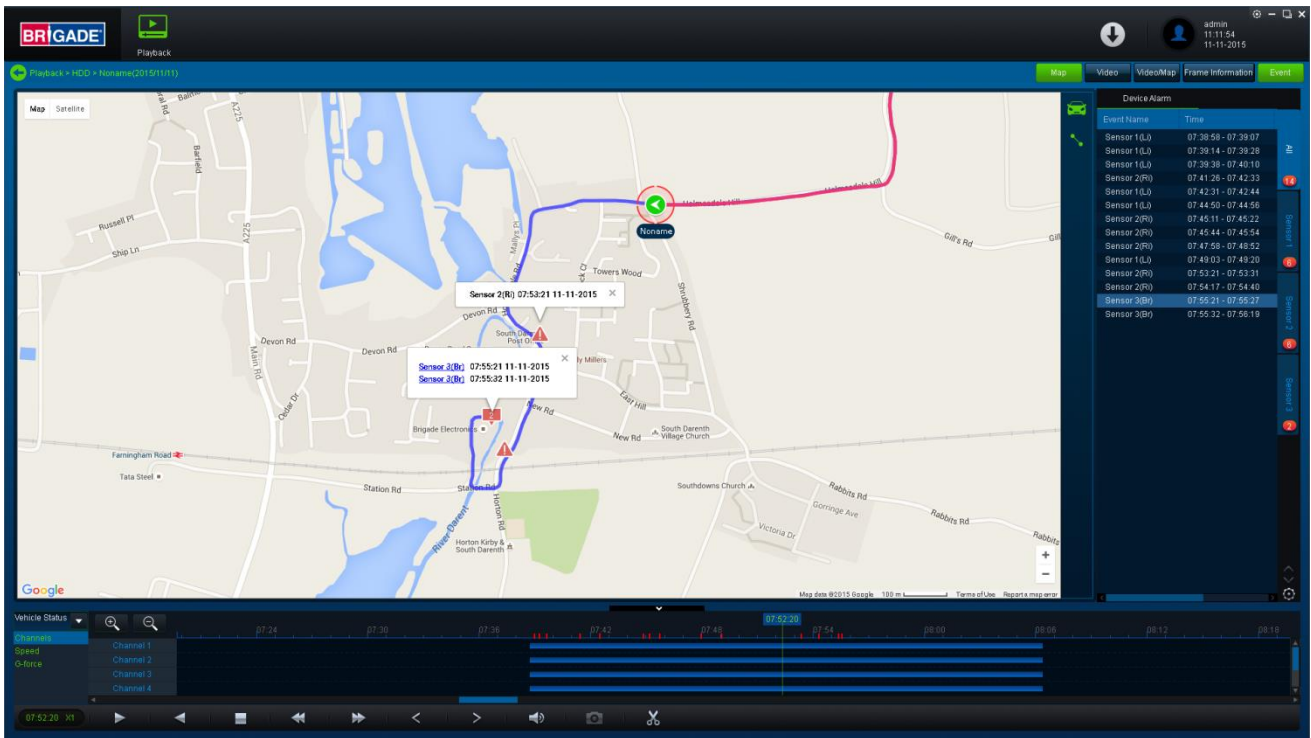 BRIGADE
Playback
admin
11:11:54
11-11-2015
Playback > HDD > Noname(2015/11/11)
Map
Video
Video/Map
Frame Information
Event
Map Satellite
Device Alarm
Event Name Time
Sensor 1(Li) 07:38:58 - 07:39:07
Sensor 1(Li) 07:39:14 - 07:39:28
Sensor 1(Li) 07:39:38 - 07:40:10
Sensor 2(Ri) 07:41:26 - 07:42:33
Sensor 1(Li) 07:42:31 - 07:42:44
Sensor 1(Li) 07:44:50 - 07:44:56
Sensor 2(Ri) 07:45:11 - 07:45:22
Sensor 2(Ri) 07:45:44 - 07:45:54
Sensor 2(Ri) 07:47:58 - 07:48:52
Sensor 1(Li) 07:49:03 - 07:49:20
Sensor 2(Ri) 07:53:21 - 07:53:31
Sensor 2(Ri) 07:54:17 - 07:54:40
Sensor 3(Br) 07:55:21 - 07:55:27
Sensor 3(Br) 07:55:32 - 07:56:19
All
14
Sensor 1
6
Sensor 2
6
Sensor 3
2
A225
Barfield
Russell Pl
Ship Ln
A225
Mallys Pl
Noname
Gill's Rd
Towers Wood
Shrubbery Rd
Sensor 2(Ri) 07:53:21 11-11-2015
Devon Rd
Devon Rd
Devon Rd
Main Rd
Cedar Dr
Sensor 3(Br) 07:55:21 11-11-2015
Sensor 3(Br) 07:55:32 11-11-2015
2
East Hill
New Rd
New Rd
Brigade Electronics
South Darenth
Village Church
Farningham Road
Tata Steel
Station Rd
Station Rd
Southdowns Church
Rabbits Rd
Gorringe Ave
Rabbits Rd
Rabbits
Victoria Dr
Horton Rd
River Darent
Horton Kirby &
South Darenth
Google
Map data ©2015 Google 100 m Terms of Use Report a map error
Vehicle Status
Channels
Speed
G-force
07:24 07:30 07:36 07:42 07:48 07:52:20 07:54 08:00 08:06 08:12 08:18
Channel 1
Channel 2
Channel 3
Channel 4
07:52:20 X1